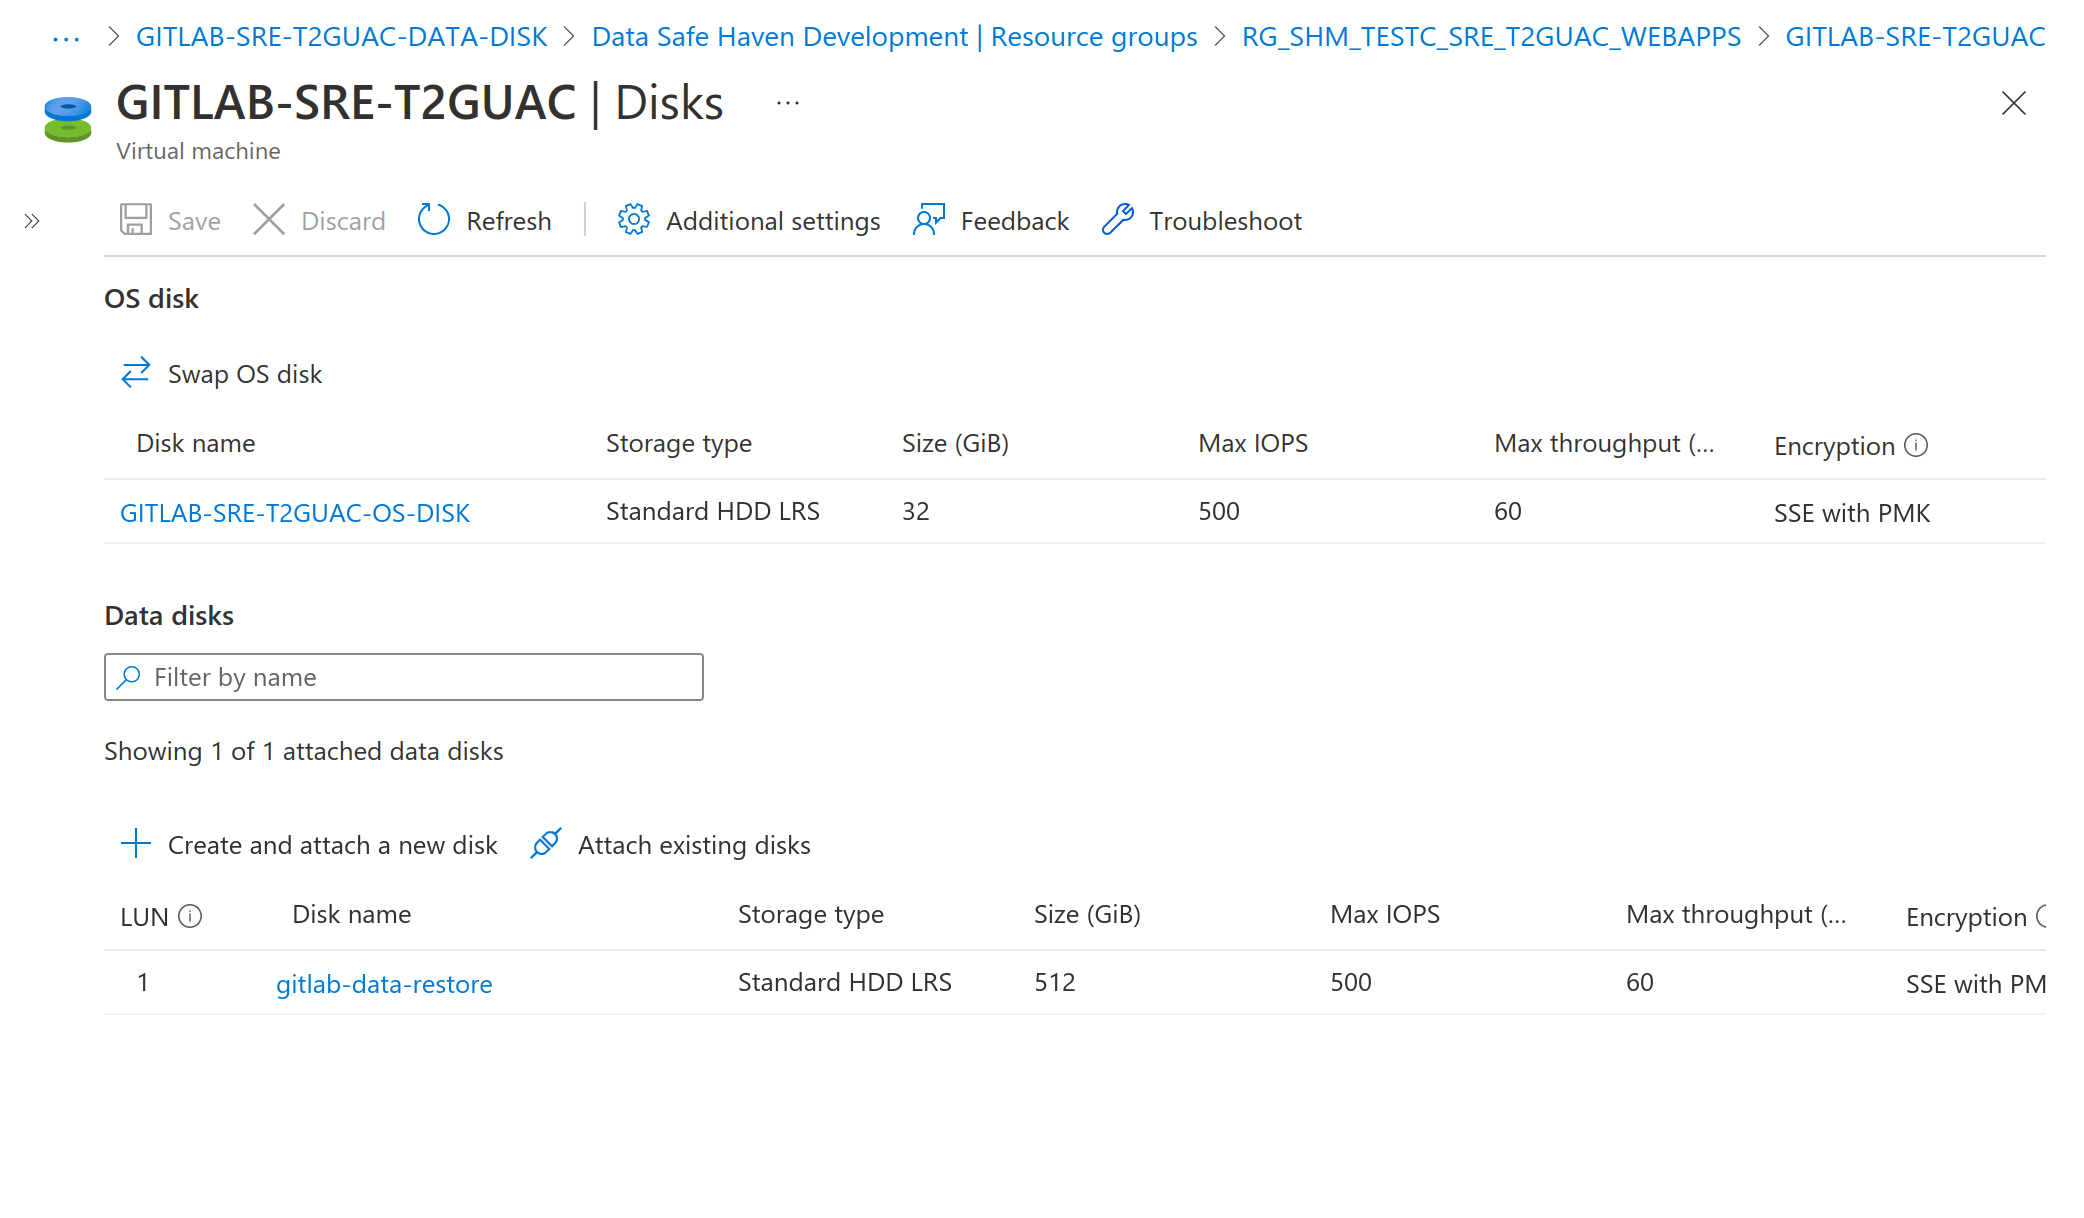 … > GITLAB-SRE-T2GUAC-DATA-DISK > Data Safe Haven Development | Resource groups > RG_SHM_TESTC_SRE_T2GUAC_WEBAPPS > GITLAB-SRE-T2GUAC
GITLAB-SRE-T2GUAC | Disks …
Virtual machine
Save Discard Refresh Additional settings Feedback Troubleshoot
OS disk
Swap OS disk
Disk name Storage type Size (GiB) Max IOPS Max throughput (... Encryption
GITLAB-SRE-T2GUAC-OS-DISK Standard HDD LRS 32 500 60 SSE with PMK
Data disks
Filter by name
Showing 1 of 1 attached data disks
Create and attach a new disk Attach existing disks
LUN Disk name Storage type Size (GiB) Max IOPS Max throughput (... Encryption
1 gitlab-data-restore Standard HDD LRS 512 500 60 SSE with PM